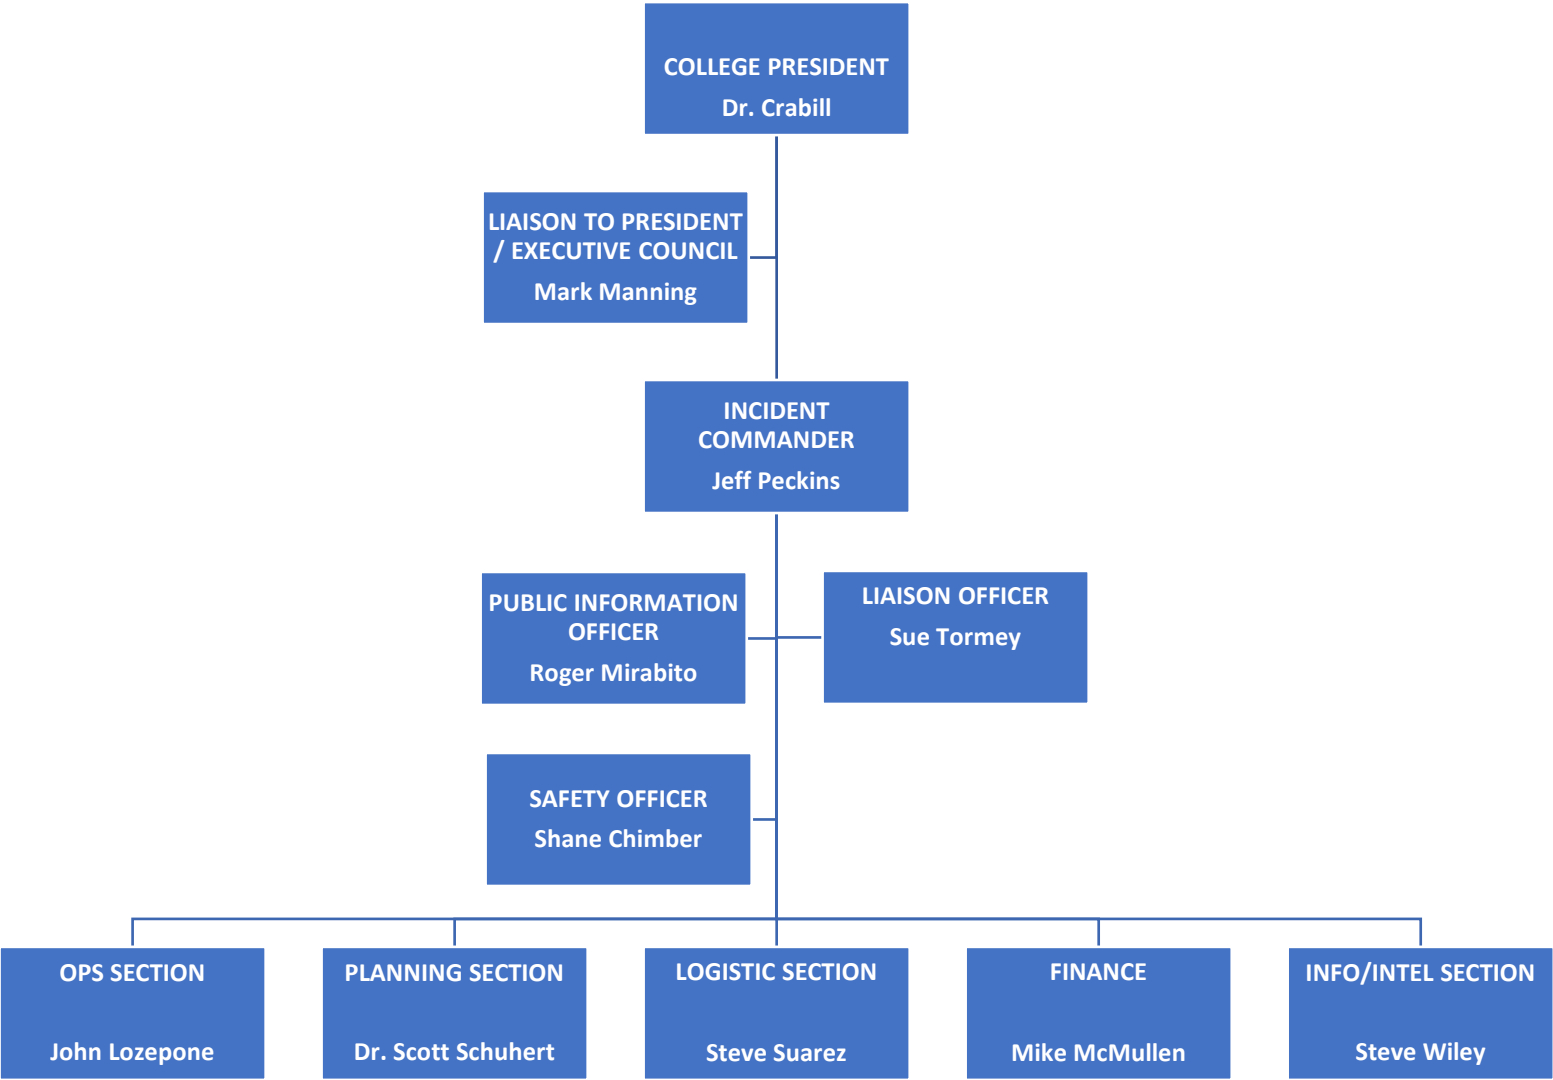 COLLEGE PRESIDENT
Dr. Crabill
LIAISON TO PRESIDENT
/ EXECUTIVE COUNCIL
Mark Manning
INCIDENT
COMMANDER
Jeff Peckins
PUBLIC INFORMATION
OFFICER
Roger Mirabito
LIAISON OFFICER
Sue Tormey
SAFETY OFFICER
Shane Chimber
OPS SECTION
John Lozepone
PLANNING SECTION
Dr. Scott Schuhert
LOGISTIC SECTION
Steve Suarez
FINANCE
Mike McMullen
INFO/INTEL SECTION
Steve Wiley